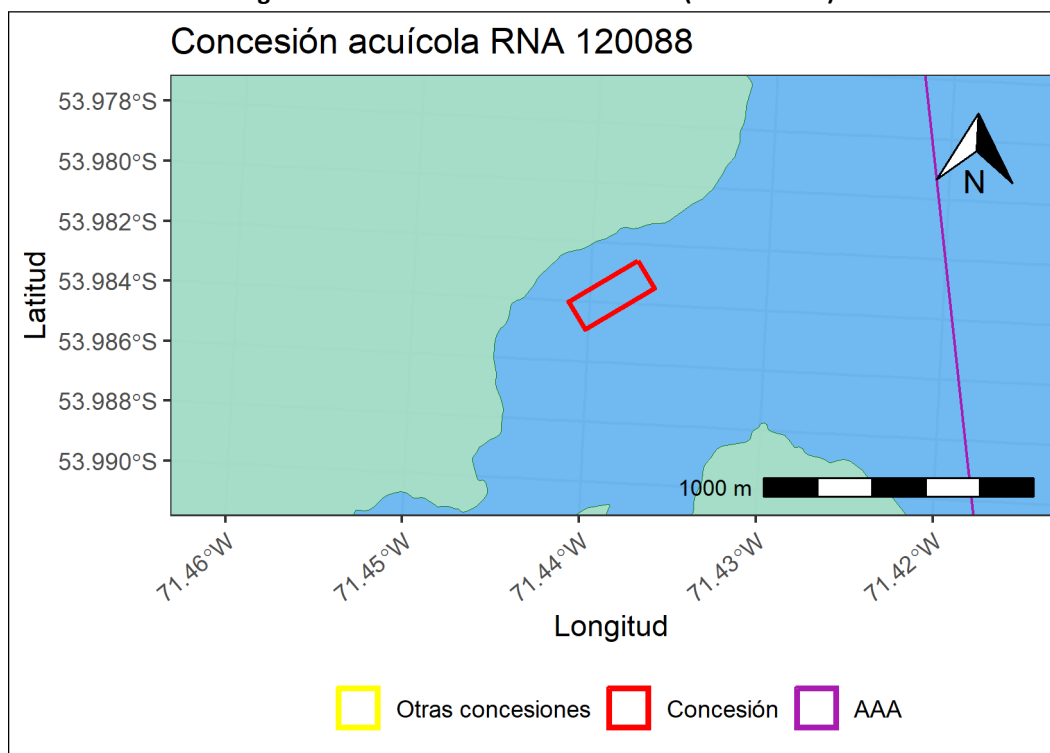 Concesión acuícola RNA 120088
53.978°S
53.980°S
53.982°S
53.984°S
53.986°S
53.988°S
53.990°S
Latitud
N
1000 m
71.46°W
71.45°W
71.44°W
71.43°W
71.42°W
Longitud
Otras concesiones
Concesión
AAA